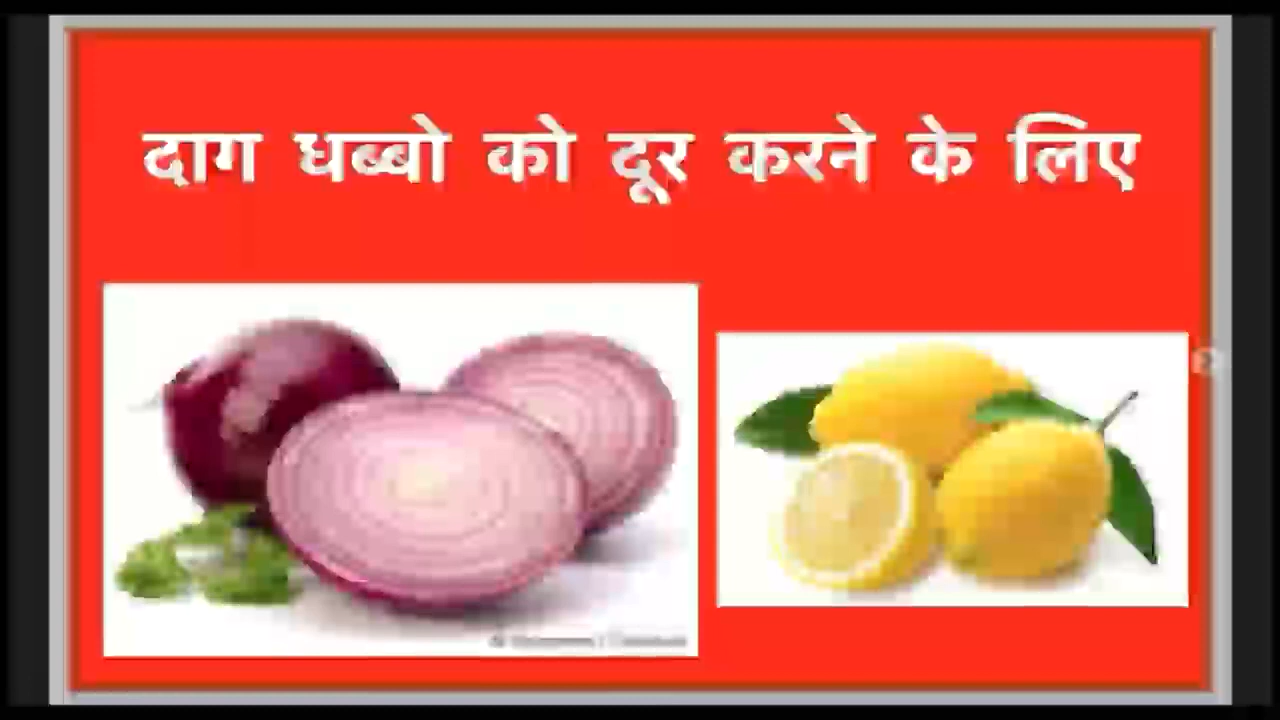 दाग धब्बो को दूर करने के लिए